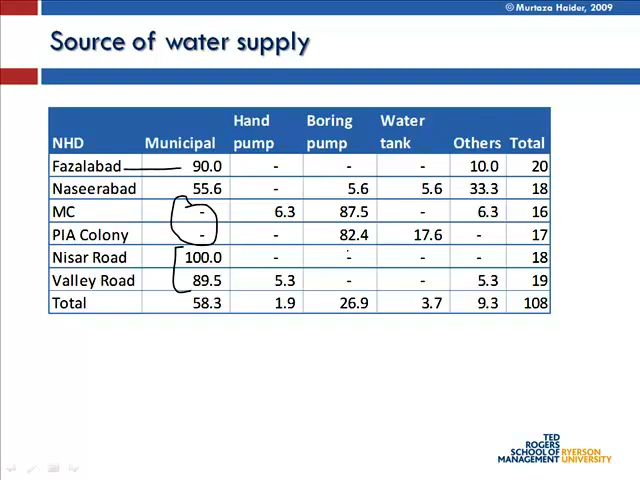 © Murtaza Haider, 2009
Source of water supply
NHD Municipal Hand pump Boring pump Water tank Others Total
Fazalabad 90.0 - - - 10.0 20
Naseerabad 55.6 - 5.6 5.6 33.3 18
MC - 6.3 87.5 - 6.3 16
PIA Colony - - 82.4 17.6 - 17
Nisar Road 100.0 - - - - 18
Valley Road 89.5 5.3 - - 5.3 19
Total 58.3 1.9 26.9 3.7 9.3 108
TED
ROGERS
SCHOOL OF RYERSON
MANAGEMENT UNIVERSITY